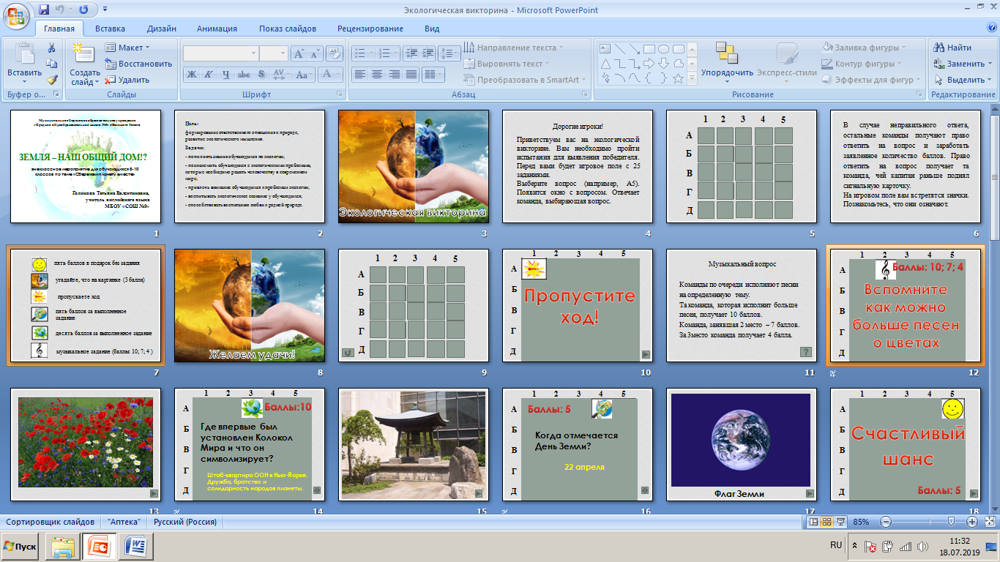 Экологическая викторина - Microsoft PowerPoint
Главная Вставка Дизайн Анимация Показ слайдов Рецензирование Вид
Вставить
Буфер о...
Создать слайд
Макет
Восстановить
Удалить
Слайды
Ж К Ч abc S AV Aa A
Шрифт
Направление текста
Выровнять текст
Преобразовать в SmartArt
Абзац
Упорядочить
Экспресс-стили
Заливка фигуры
Контур фигуры
Эффекты для фигур
Рисование
Найти
Заменить
Выделить
Редактирование
ЗЕМЛЯ – НАШ ОБЩИЙ ДОМ!?
внеклассное мероприятие для обучающихся 8- 10
классов по теме «Сбережем планету вместе»
Голикова Татьяна Валентиновна,
учитель английского языка
МБОУ «СОШ №9»
1
Цель:
формирование ответственного отношения к природе,
развитие экологического мышления.
Задачи:
- пополнять знания обучающихся по экологии;
- познакомить обучающихся с экологическими проблемами,
которые необходимо решать человечеству в современном
мире;
- привлечь внимание обучающихся к проблемам экологии;
- воспитывать экологическое сознание у обучающихся;
- способствовать воспитанию любви к родной природе.
2
Экологическая викторина
3
Дорогие игроки!
Приветствуем вас на экологической
викторине. Вам необходимо пройти
испытания для выявления победителя.
Перед вами будет игровое поле с 25
заданиями.
Выберите вопрос (например, А5).
Появится окно с вопросом. Отвечает
команда, выбирающая вопрос.
4
1 2 3 4 5
А
Б
В
Г
Д
5
В случае неправильного ответа,
остальные команды получают право
ответить на вопрос и заработать
заявленное количество баллов. Право
ответить на вопрос получает та
команда, чей капитан раньше поднял
сигнальную карточку.
На игровом поле вам встретятся значки.
Познакомьтесь, что они означают.
6
пять баллов в подарок без задания
угадайте, что на картинке (3 балла)
пропускаете ход
пять баллов за выполненное
задание
десять баллов за выполненное задание
музыкальное задание (баллы: 10; 7; 4 )
7
Желаем удачи!
8
1 2 3 4 5
А
Б
В
Г
Д
9
1 2 3 4 5
А
Б
В
Г
Д
Пропустите
ход!
10
Музыкальный вопрос
Команды по очереди исполняют песни
на определенную тему.
Та команда, которая исполнит больше
песен, получает 10 баллов.
Команда, занявшая 2 место – 7 баллов.
За 3место команда получает 4 балла.
?
11
1 2 3 4 5
А
Б
В
Г
Д
Баллы: 10; 7; 4
Вспомните
как можно
больше песен
о цветах
12
13
1 2 3 4 5
А
Б
В
Г
Д
Баллы:10
Где впервые был
установлен Колокол
Мира и что он
символизирует?
Штаб-квартира ООН в Нью-Йорке.
Дружба, братство и
солидарность народов планеты.
14
15
1 2 3 4 5
А
Б
В
Г
Д
Баллы: 5
Когда отмечается
День Земли?
22 апреля
16
Флаг Земли
17
1 2 3 4 5
А
Б
В
Г
Д
Счастливый
шанс
Баллы: 5
18
Сортировщик слайдов "Аптека" Русский (Россия) 85%
Пуск RU 11:32
18.07.2019